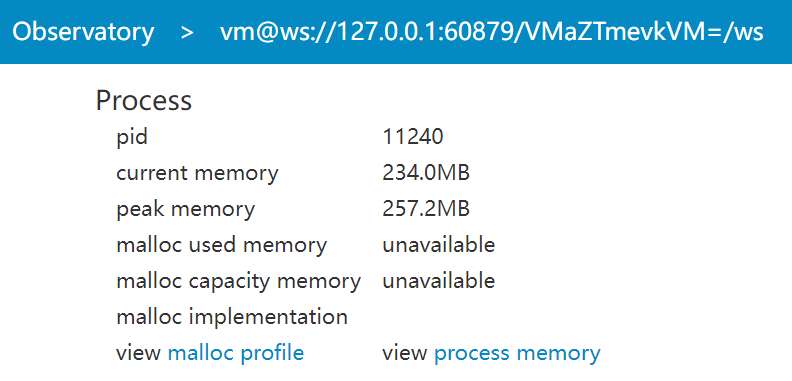 Observatory > vm@ws://127.0.0.1:60879/VMaZTmevkVM=/ws
Process
pid 11240
current memory 234.0MB
peak memory 257.2MB
malloc used memory unavailable
malloc capacity memory unavailable
malloc implementation
view malloc profile view process memory